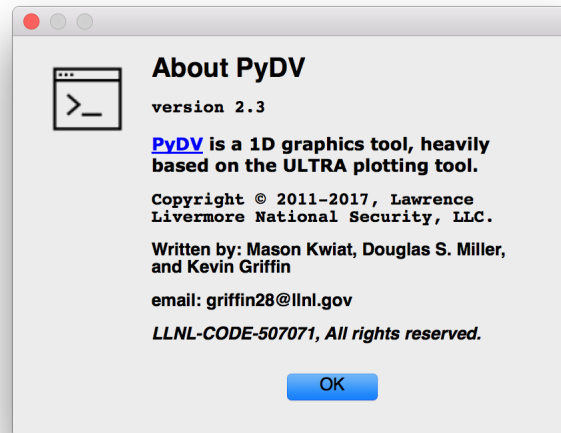 About PyDV
version 2.3
PyDV is a 1D graphics tool, heavily
based on the ULTRA plotting tool.
Copyright © 2011-2017, Lawrence
Livermore National Security, LLC.
Written by: Mason Kwiat, Douglas S. Miller,
and Kevin Griffin
email: griffin28@llnl.gov
LLNL-CODE-507071, All rights reserved.
OK